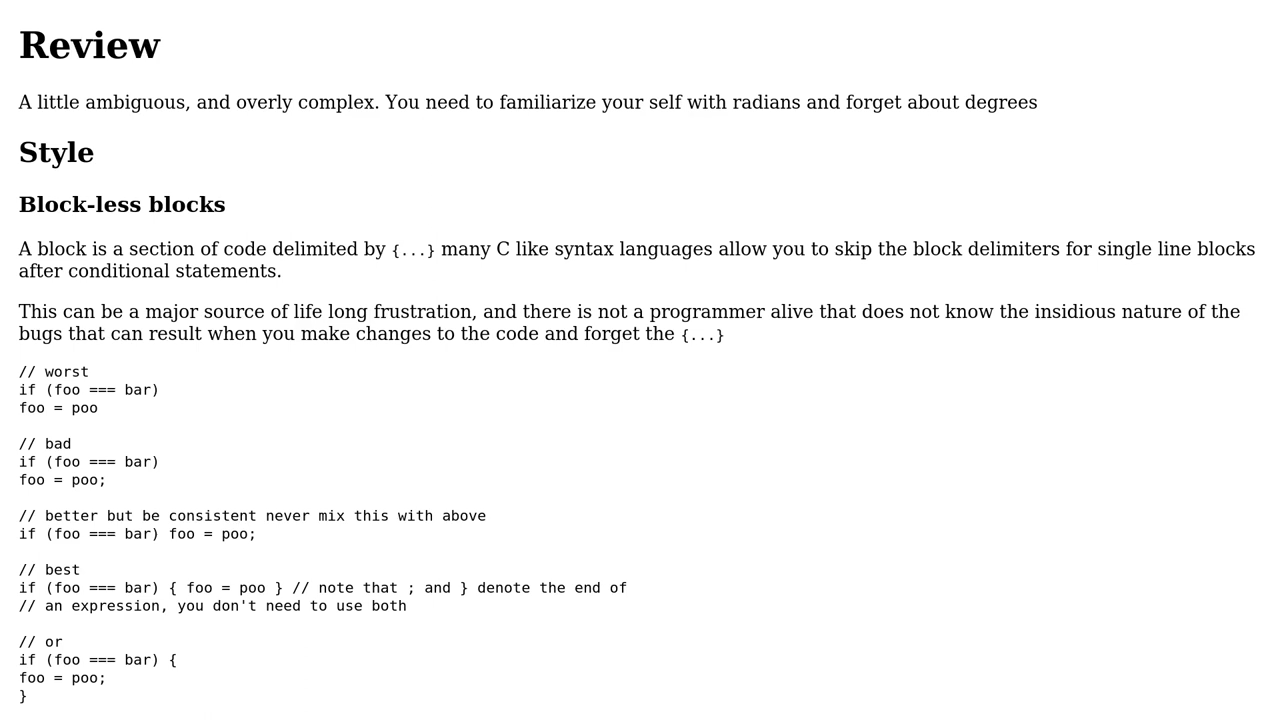 Review
A little ambiguous, and overly complex. You need to familiarize your self with radians and forget about degrees
Style
Block-less blocks
A block is a section of code delimited by {...} many C like syntax languages allow you to skip the block delimiters for single line blocks
after conditional statements.
This can be a major source of life long frustration, and there is not a programmer alive that does not know the insidious nature of the
bugs that can result when you make changes to the code and forget the {...}
// worst
if (foo === bar)
foo = poo
// bad
if (foo === bar)
foo = poo;
// better but be consistent never mix this with above
if (foo === bar) foo = poo;
// best
if (foo === bar) { foo = poo } // note that ; and } denote the end of
// an expression, you don't need to use both
// or
if (foo === bar) {
foo = poo;
}